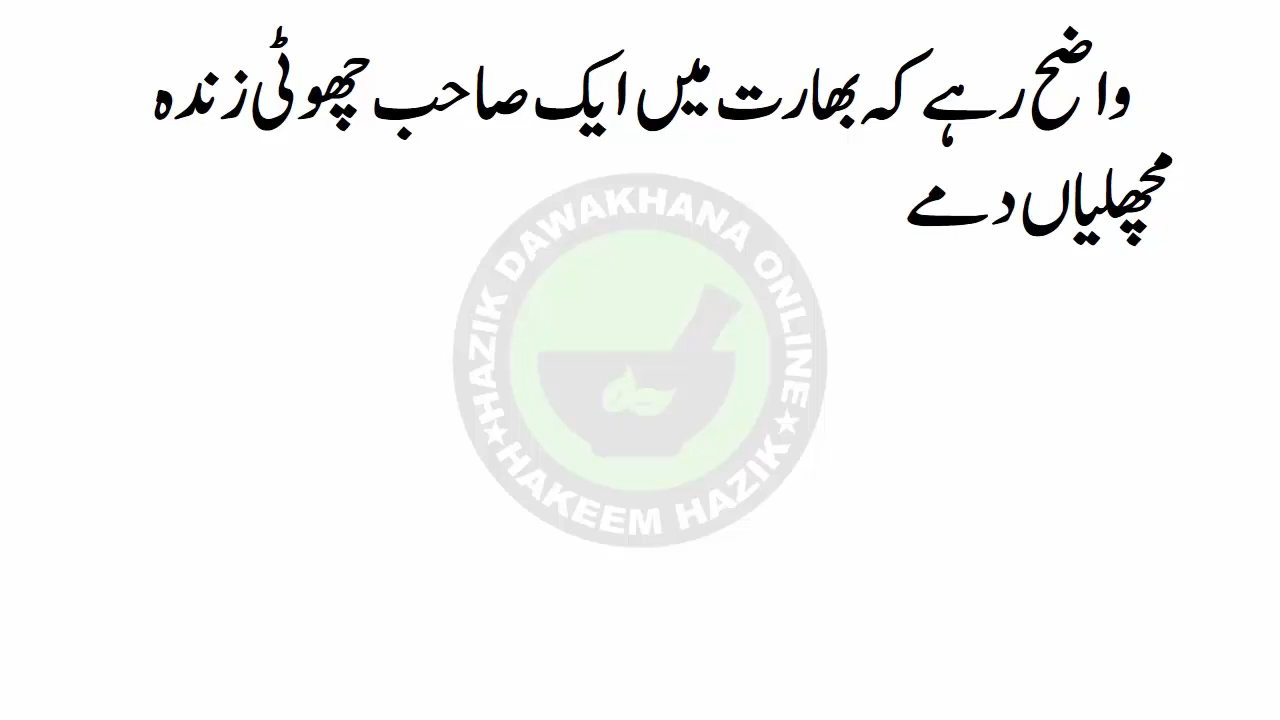 واضح رہے کہ بھارت میں ایک صاحب چھوٹی زندہ
مچھلیاں دمے
HAZIK DAWAKHANA ONLINE
★HAKEEM HAZIK★